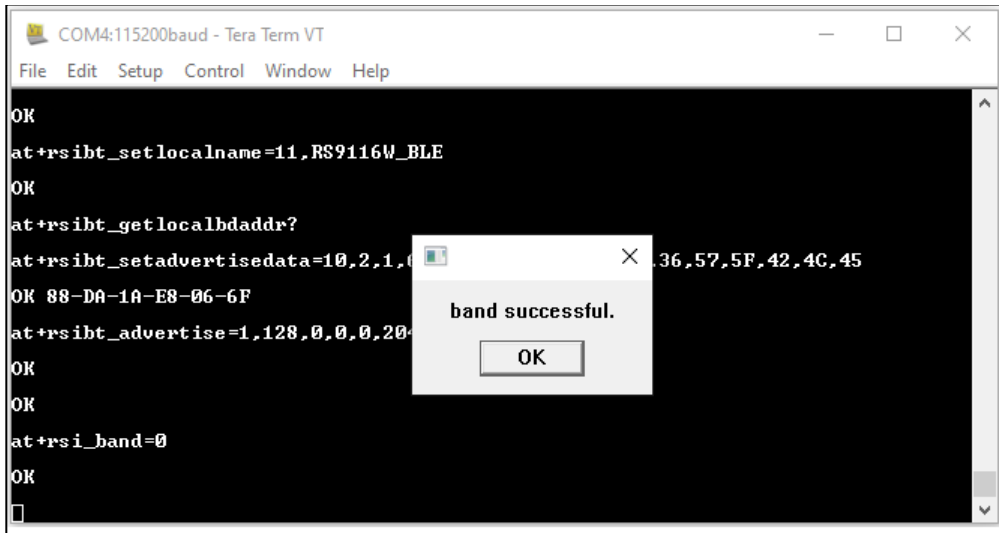 COM4:115200baud - Tera Term VT
File Edit Setup Control Window Help
OK
at+rsibt_setlocalname=11,RS9116W_BLE
OK
at+rsibt_getlocalbdaddr?
at+rsibt_setadvertisedata=10,2,1, 36,57,5F,42,4C,45
OK 88-DA-1A-E8-06-6F
band successful.
at+rsibt_advertise=1,128,0,0,0,204
OK
OK
OK
at+rsi_band=0
OK